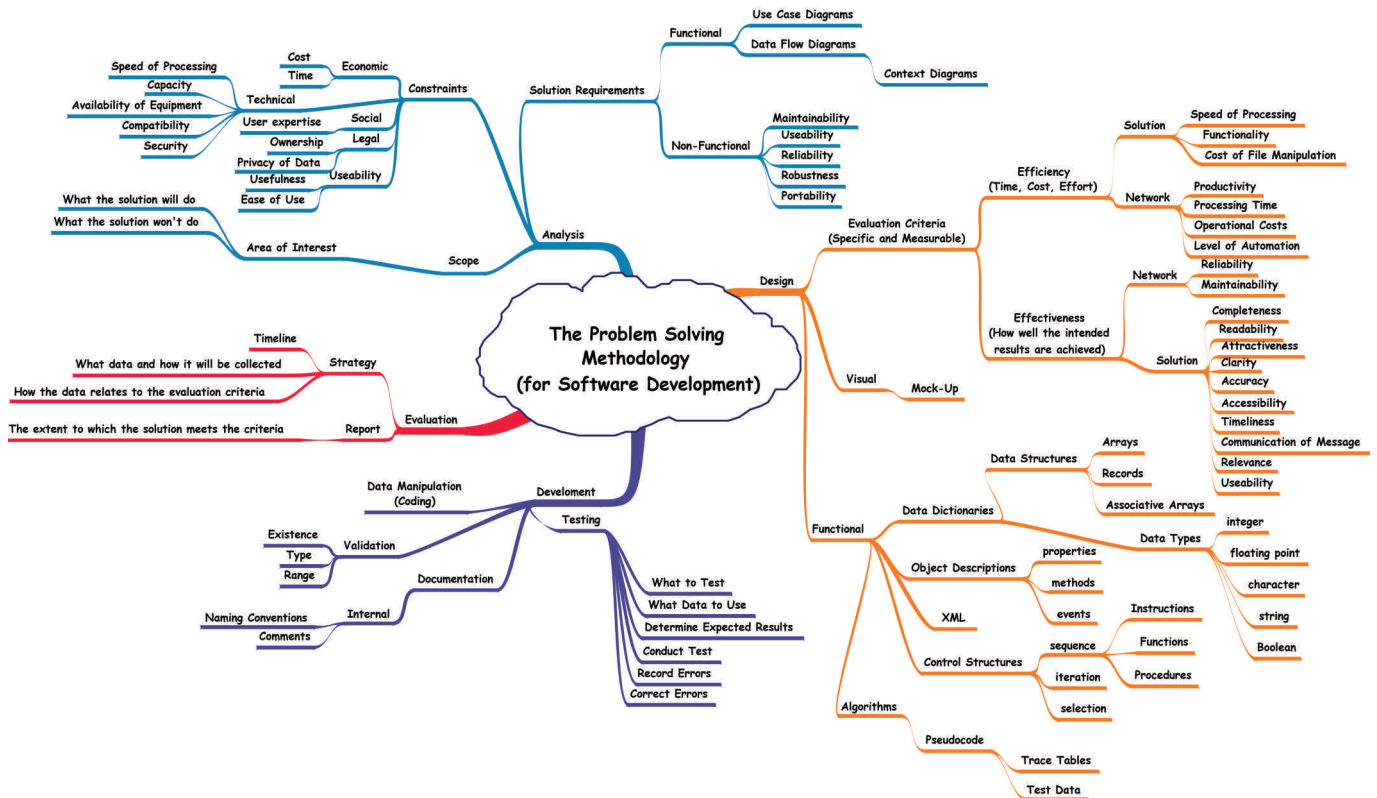 The Problem Solving
Methodology
(for Software Development)
Analysis
Constraints
Economic
Cost
Time
Technical
Speed of Processing
Capacity
Availability of Equipment
Compatibility
Security
Social
User expertise
Legal
Ownership
Privacy of Data
Useability
Usefulness
Ease of Use
Solution Requirements
Functional
Use Case Diagrams
Data Flow Diagrams
Context Diagrams
Non-Functional
Maintainability
Useability
Reliability
Robustness
Portability
Scope
Area of Interest
What the solution will do
What the solution won't do
Design
Evaluation Criteria
(Specific and Measurable)
Efficiency
(Time, Cost, Effort)
Solution
Speed of Processing
Functionality
Cost of File Manipulation
Network
Productivity
Processing Time
Operational Costs
Level of Automation
Effectiveness
(How well the intended
results are achieved)
Network
Reliability
Maintainability
Solution
Completeness
Readability
Attractiveness
Clarity
Accuracy
Accessibility
Timeliness
Communication of Message
Relevance
Useability
Visual
Mock-Up
Functional
Data Dictionaries
Data Structures
Arrays
Records
Associative Arrays
Data Types
integer
floating point
character
string
Boolean
Object Descriptions
properties
methods
events
XML
Control Structures
sequence
Instructions
Functions
Procedures
iteration
selection
Algorithms
Pseudocode
Trace Tables
Test Data
Develoment
Data Manipulation
(Coding)
Validation
Existence
Type
Range
Documentation
Internal
Naming Conventions
Comments
Testing
What to Test
What Data to Use
Determine Expected Results
Conduct Test
Record Errors
Correct Errors
Evaluation
Strategy
Timeline
What data and how it will be collected
How the data relates to the evaluation criteria
Report
The extent to which the solution meets the criteria